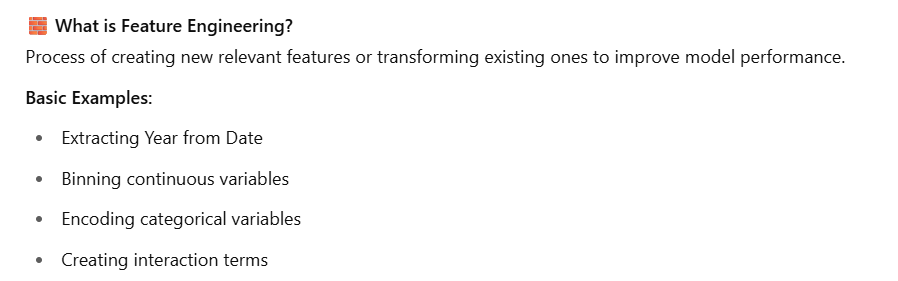 🧱 What is Feature Engineering?
Process of creating new relevant features or transforming existing ones to improve model performance.
Basic Examples:
• Extracting Year from Date
• Binning continuous variables
• Encoding categorical variables
• Creating interaction terms